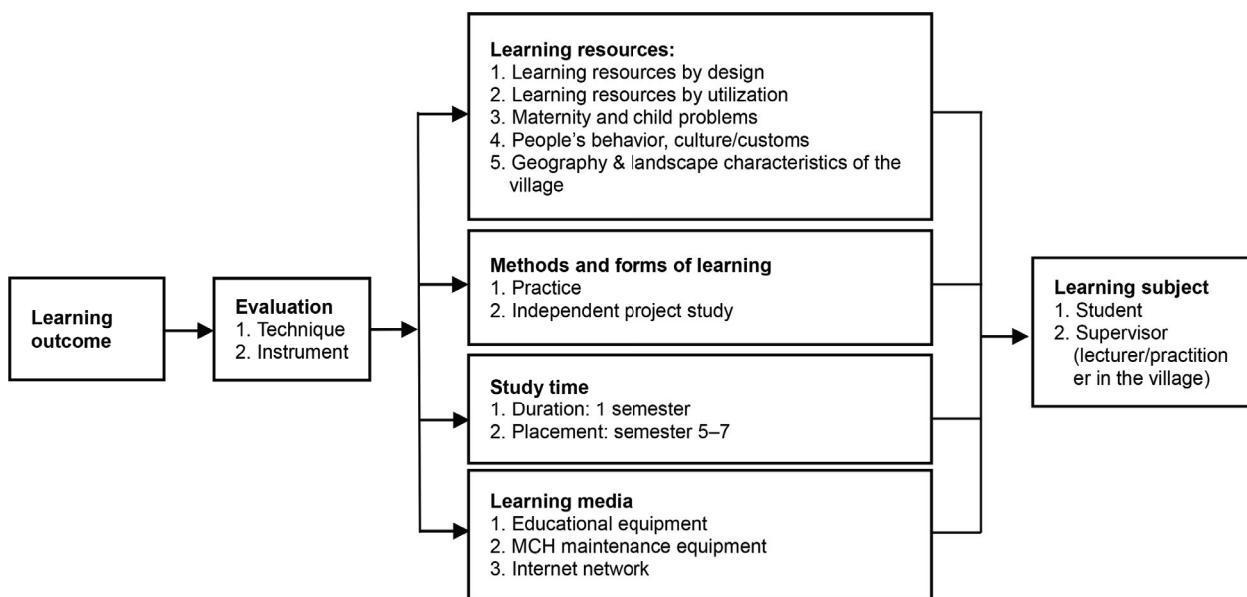 Learning
outcome
Evaluation
1. Technique
2. Instrument
Learning resources:
1. Learning resources by design
2. Learning resources by utilization
3. Maternity and child problems
4. People's behavior, culture/customs
5. Geography & landscape characteristics of the
village
Methods and forms of learning
1. Practice
2. Independent project study
Study time
1. Duration: 1 semester
2. Placement: semester 5–7
Learning media
1. Educational equipment
2. MCH maintenance equipment
3. Internet network
Learning subject
1. Student
2. Supervisor
(lecturer/practition
er in the village)